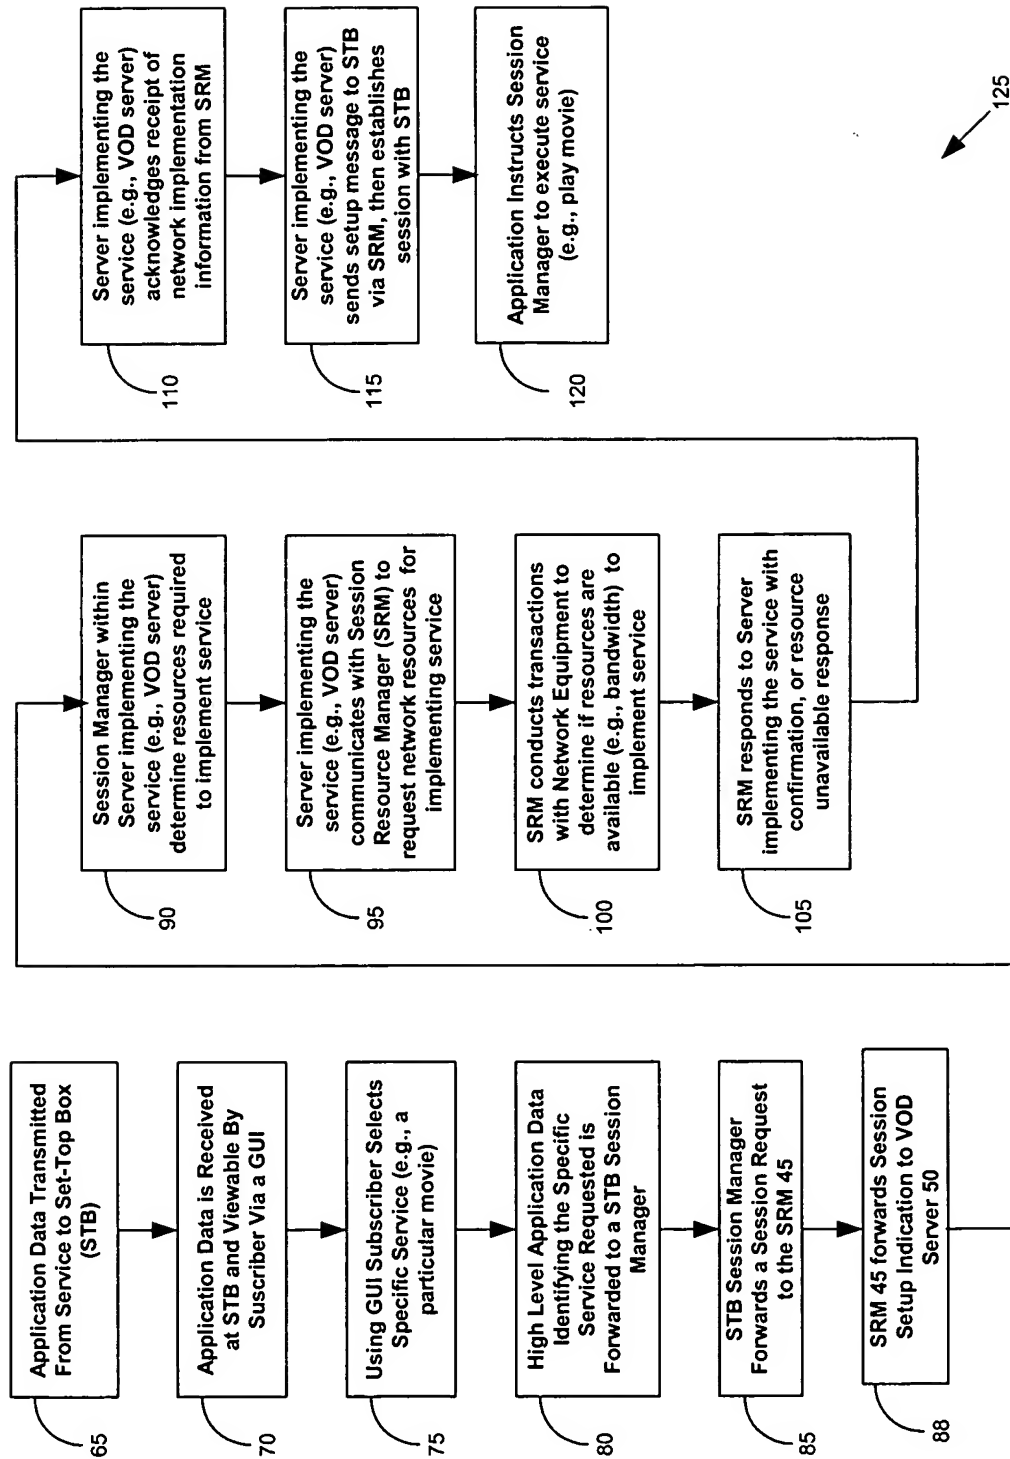 Application Data Transmitted
From Service to Set-Top Box
(STB)
65
Application Data is Received
at STB and Viewable By
Suscriber Via a GUI
70
Using GUI Subscriber Selects
Specific Service (e.g., a
particular movie)
75
High Level Application Data
Identifying the Specific
Service Requested is
Forwarded to a STB Session
Manager
80
STB Session Manager
Forwards a Session Request
to the SRM 45
85
SRM 45 forwards Session
Setup Indication to VOD
Server 50
88
Session Manager within
Server implementing the
service (e.g., VOD server)
determine resources required
to implement service
90
Server implementing the
service (e.g., VOD server)
communicates with Session
Resource Manager (SRM) to
request network resources for
implementing service
95
SRM conducts transactions
with Network Equipment to
determine if resources are
available (e.g., bandwidth) to
implement service
100
SRM responds to Server
implementing the service with
confirmation, or resource
unavailable response
105
Server implementing the
service (e.g., VOD server)
acknowledges receipt of
network implementation
information from SRM
110
Server implementing the
service (e.g., VOD server)
sends setup message to STB
via SRM, then establishes
session with STB
115
Application Instructs Session
Manager to execute service
(e.g., play movie)
120
125